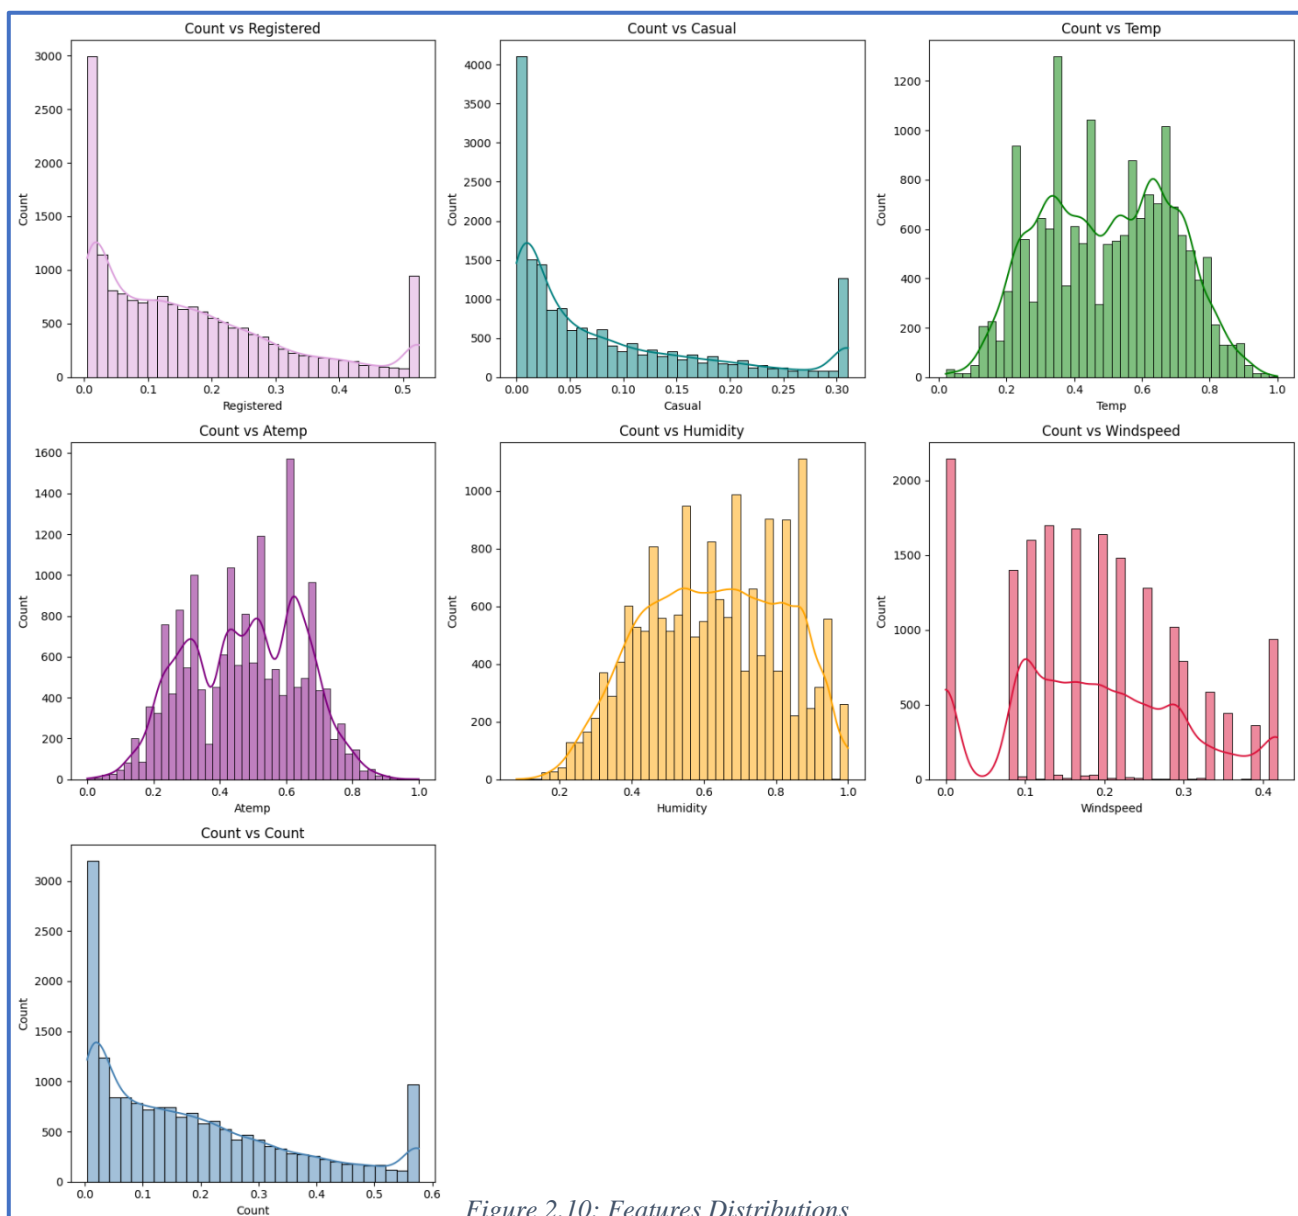 Count vs Registered
3000
2500
2000
1500
1000
500
0
Count
0.0 0.1 0.2 0.3 0.4 0.5
Registered
Count vs Casual
4000
3500
3000
2500
2000
1500
1000
500
0
Count
0.00 0.05 0.10 0.15 0.20 0.25 0.30
Casual
Count vs Temp
1200
1000
800
600
400
200
0
Count
0.2 0.4 0.6 0.8 1.0
0.0
Temp
Count vs Atemp
1600
1400
1200
1000
800
600
400
200
0
Count
0.0 0.2 0.4 0.6 0.8 1.0
Atemp
Count vs Humidity
1000
800
600
400
200
0
Count
0.2 0.4 0.6 0.8 1.0
Humidity
Count vs Windspeed
2000
1500
1000
500
0
Count
0.0 0.1 0.2 0.3 0.4
Windspeed
Count vs Count
3000
2500
2000
1500
1000
500
0
Count
0.0 0.1 0.2 0.3 0.4 0.5 0.6
Count
Figure 2.10: Features Distributions